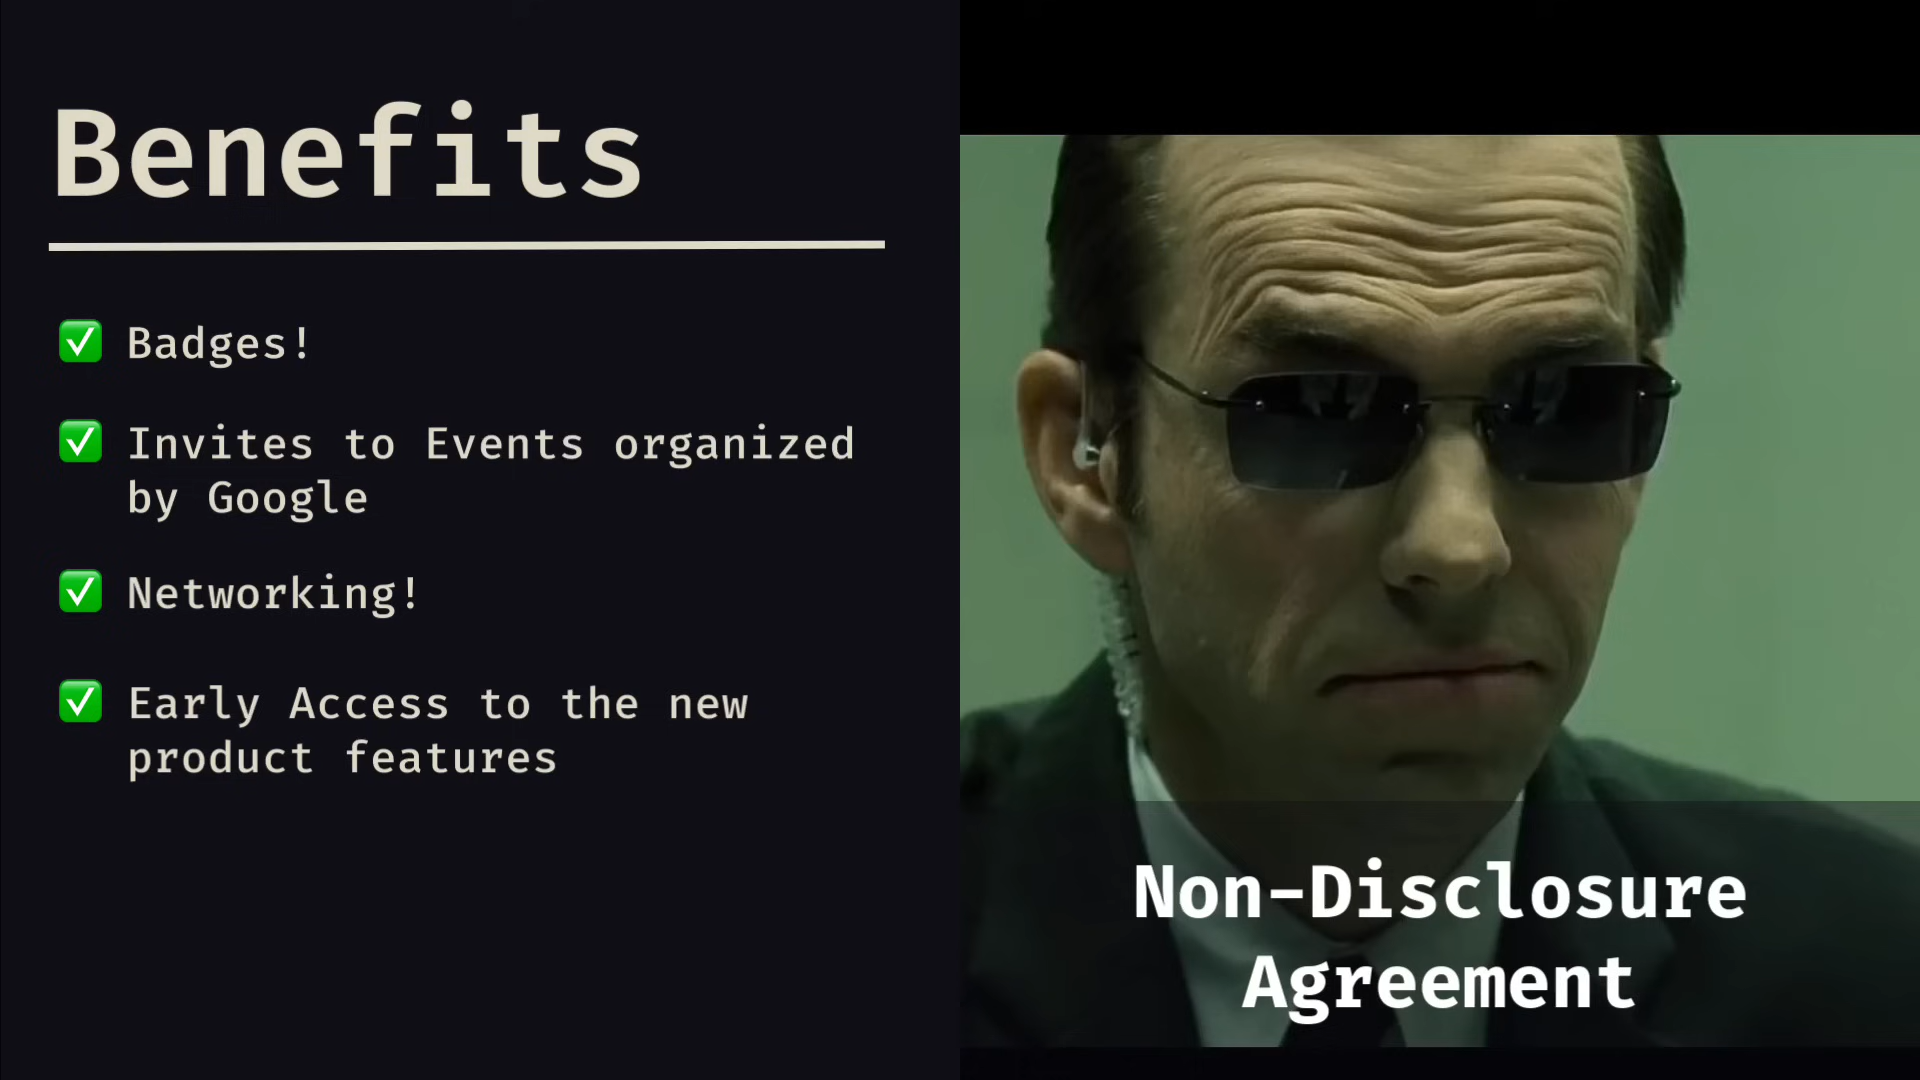 Benefits
✅ Badges!
✅ Invites to Events organized
by Google
✅ Networking!
✅ Early Access to the new
product features
Non-Disclosure
Agreement